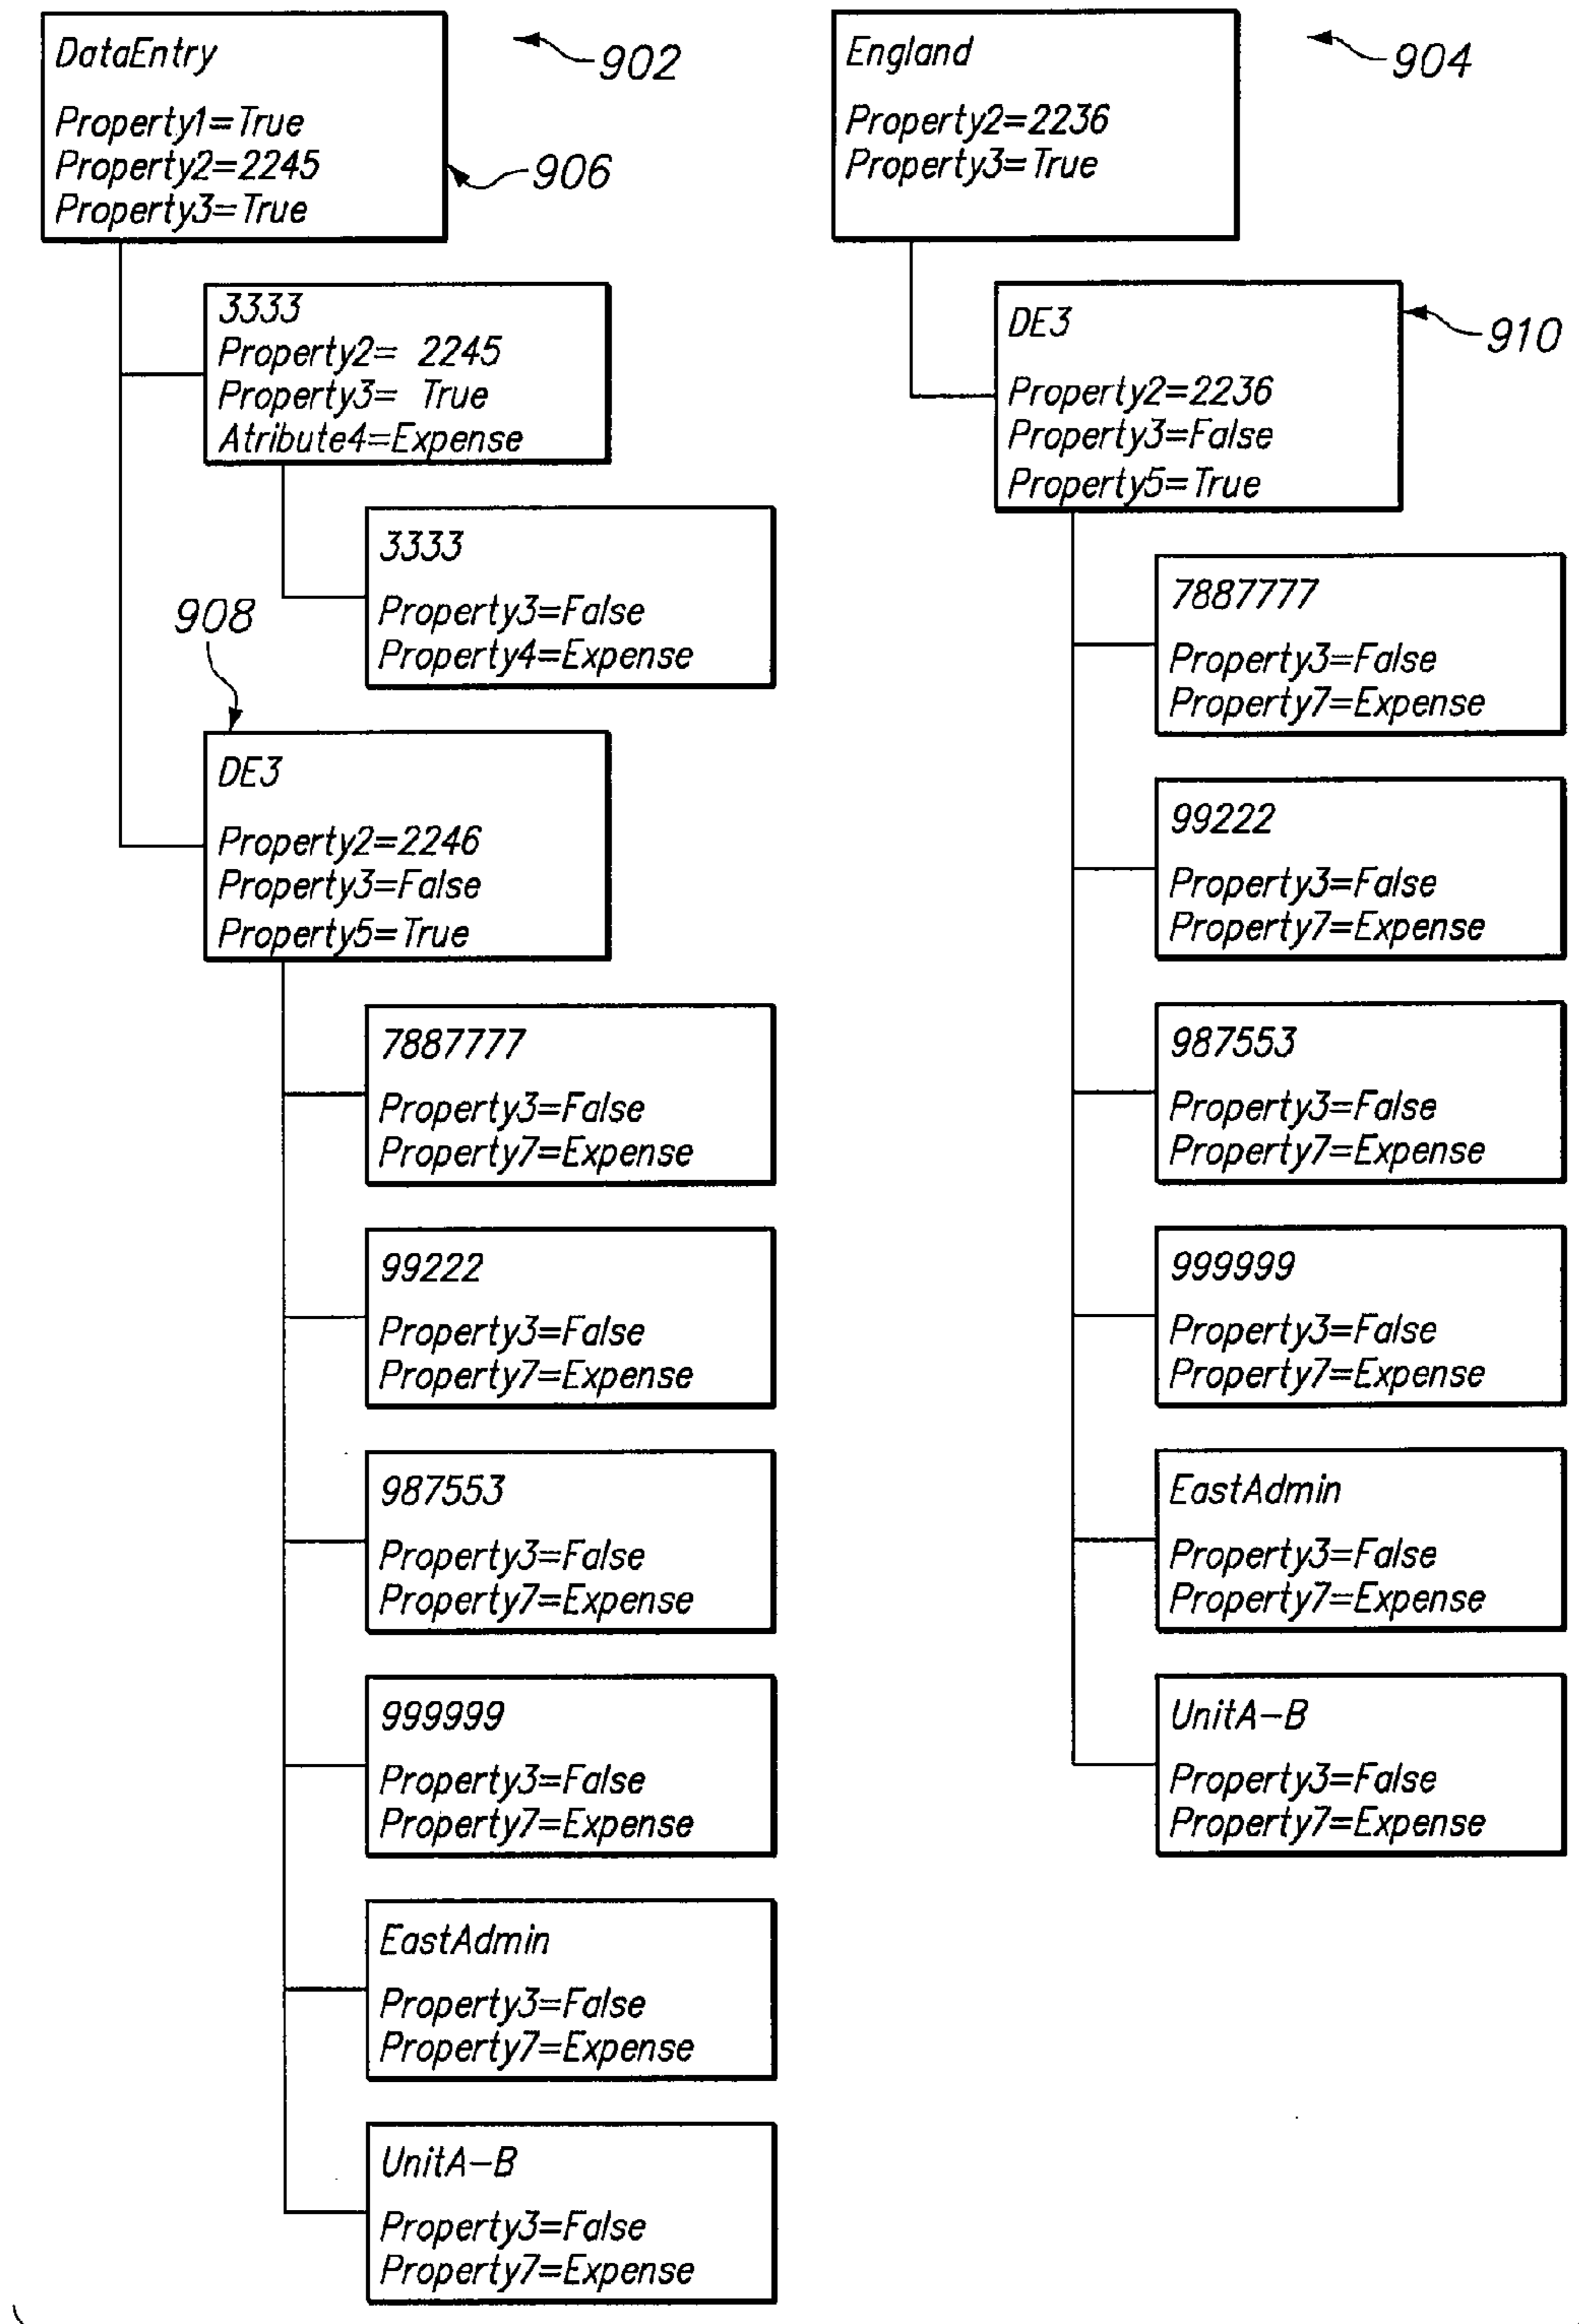 DataEntry
Property1=True
Property2=2245
Property3=True
902
906
3333
Property2= 2245
Property3= True
Atribute4=Expense
3333
Property3=False
Property4=Expense
908
DE3
Property2=2246
Property3=False
Property5=True
7887777
Property3=False
Property7=Expense
99222
Property3=False
Property7=Expense
987553
Property3=False
Property7=Expense
999999
Property3=False
Property7=Expense
EastAdmin
Property3=False
Property7=Expense
UnitA-B
Property3=False
Property7=Expense
England
Property2=2236
Property3=True
904
DE3
Property2=2236
Property3=False
Property5=True
910
7887777
Property3=False
Property7=Expense
99222
Property3=False
Property7=Expense
987553
Property3=False
Property7=Expense
999999
Property3=False
Property7=Expense
EastAdmin
Property3=False
Property7=Expense
UnitA-B
Property3=False
Property7=Expense